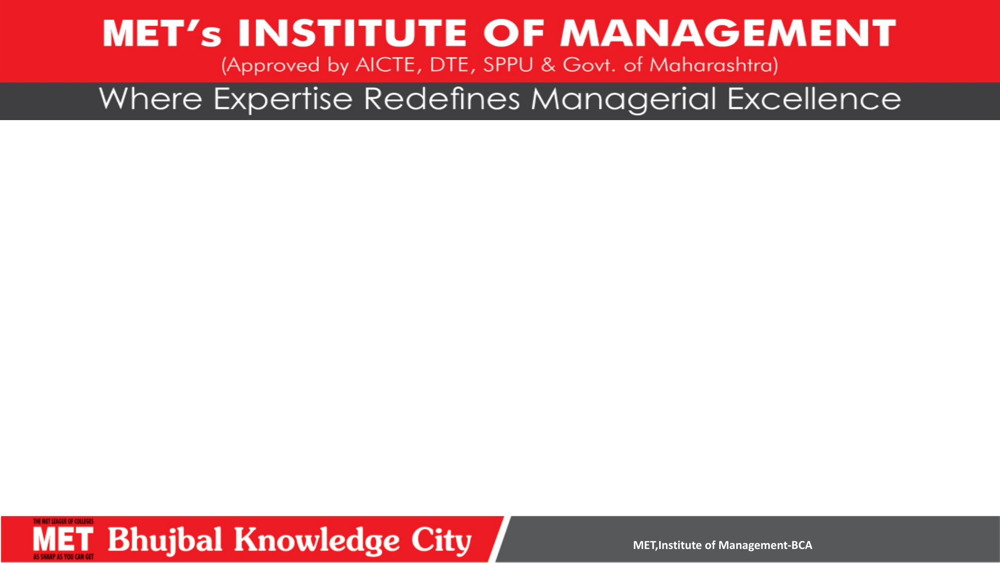 MET’s INSTITUTE OF MANAGEMENT
(Approved by AICTE, DTE, SPPU & Govt. of Maharashtra)
Where Expertise Redefines Managerial Excellence
THE MET LEAGUE OF COLLEGES
MET Bhujbal Knowledge City
AS SHARP AS YOU CAN GET
MET,Institute of Management-BCA